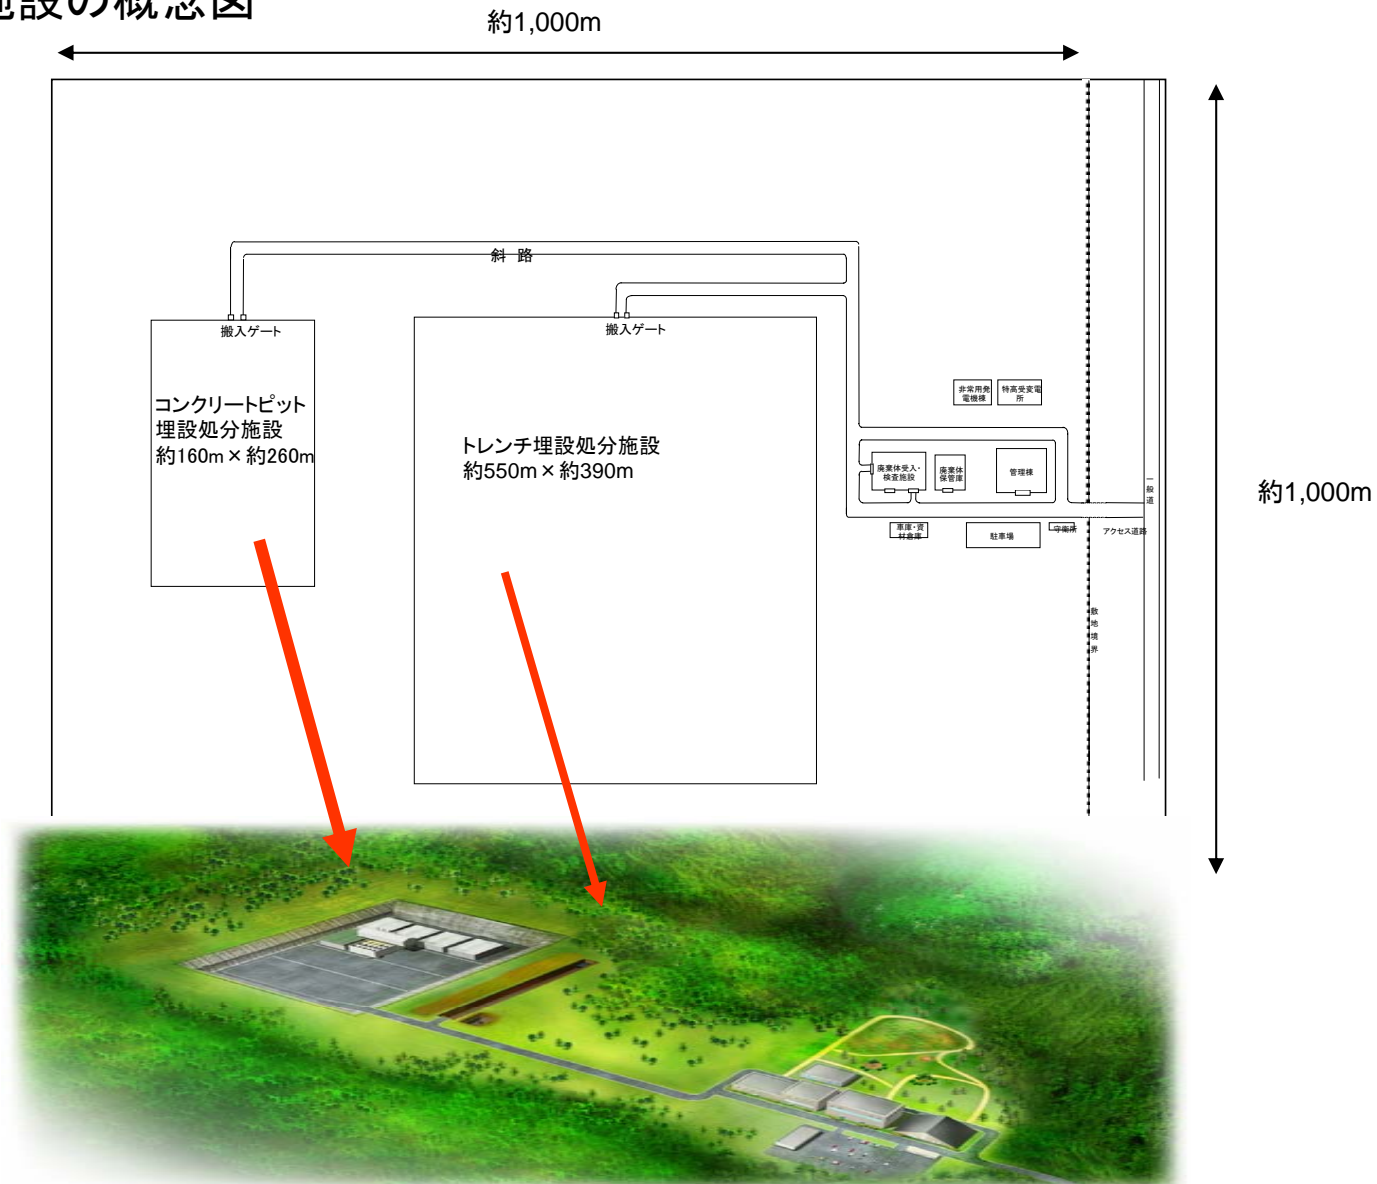 施設の概念図
約1,000m
斜 路
搬入ゲート
搬入ゲート
コンクリートピット
埋設処分施設
約160m×約260m
トレンチ埋設処分施設
約550m×約390m
非常用発
電機棟
特高受変電
所
廃棄体受入・
検査施設
廃棄体
保管庫
管理棟
一般道
約1,000m
車庫・資
材倉庫
駐車場
守衛所
アクセス道路
敷地境界